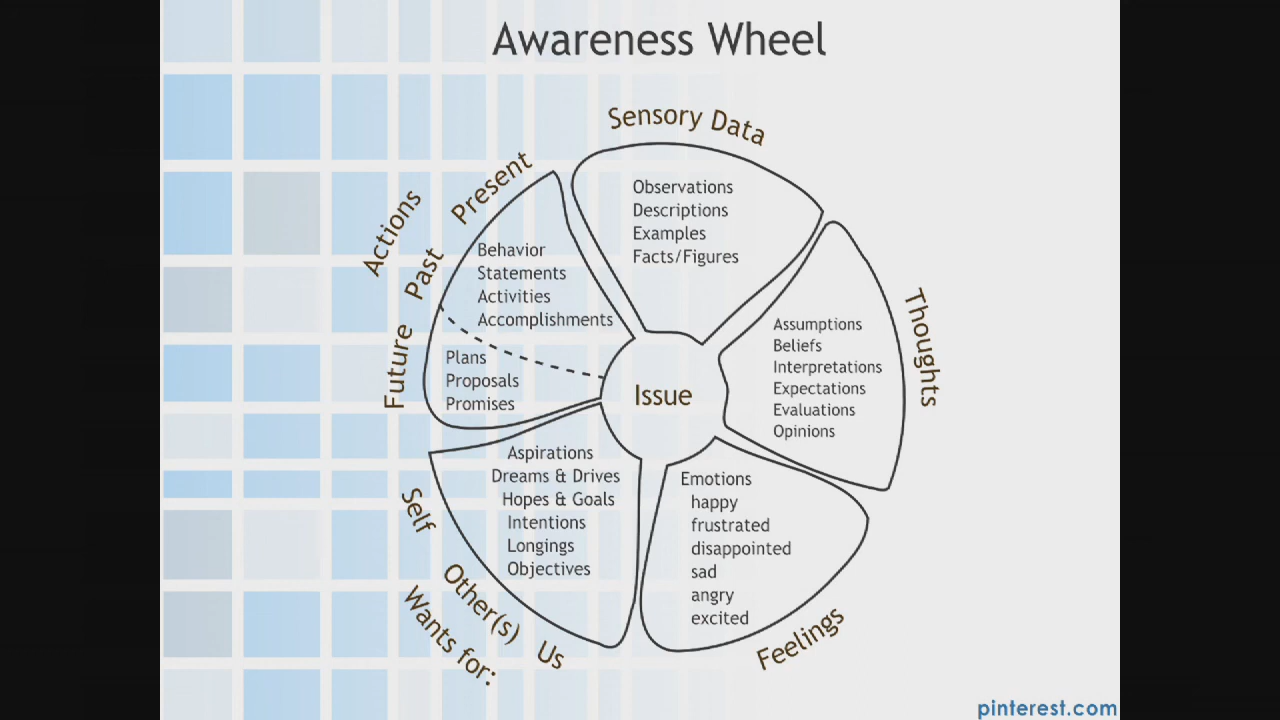 Awareness Wheel
Sensory Data
Observations
Descriptions
Examples
Facts/Figures
Thoughts
Assumptions
Beliefs
Interpretations
Expectations
Evaluations
Opinions
Feelings
Emotions
happy
frustrated
disappointed
sad
angry
excited
Wants for:
Self Other(s) Us
Aspirations
Dreams & Drives
Hopes & Goals
Intentions
Longings
Objectives
Actions
Future Past Present
Behavior
Statements
Activities
Accomplishments
Plans
Proposals
Promises
Issue
pinterest.com